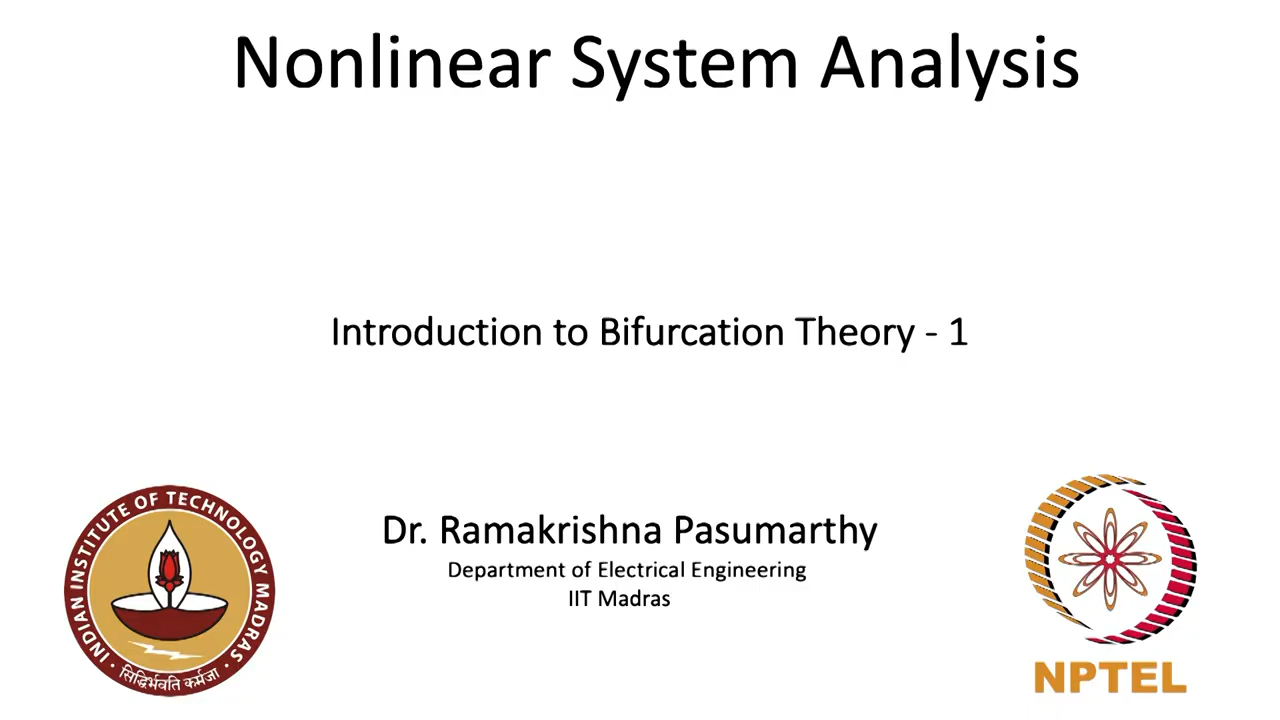 Nonlinear System Analysis
Introduction to Bifurcation Theory - 1
Dr. Ramakrishna Pasumarthy
Department of Electrical Engineering
IIT Madras
INDIAN INSTITUTE OF TECHNOLOGY MADRAS
सिद्धिर्भवति कर्मजा
NPTEL